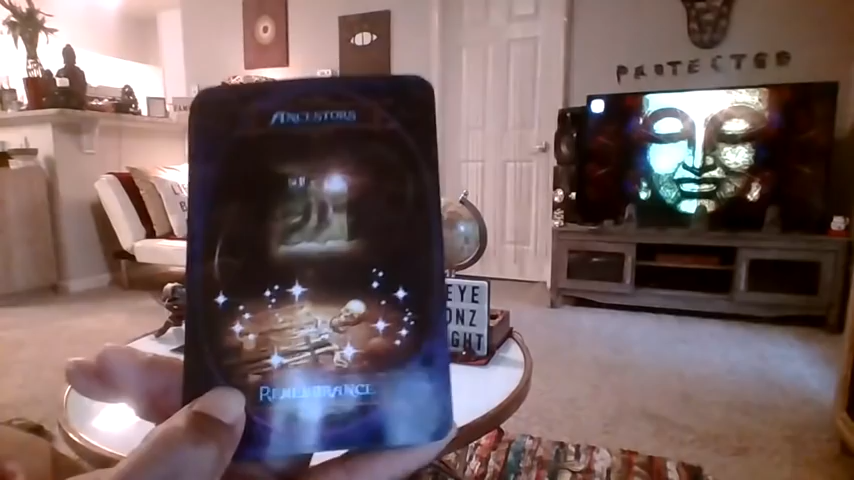 ANCESTORS
PROTECTED
EYE
ONZ
GHT
REMEMBRANCE